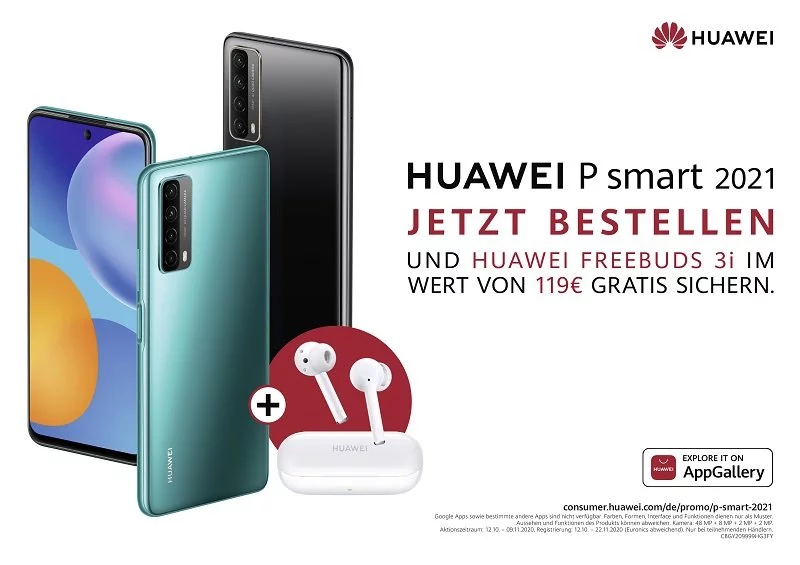 HUAWEI
HUAWEI P smart 2021
JETZT BESTELLEN
UND HUAWEI FREEBUDS 3i IM
WERT VON 119€ GRATIS SICHERN.
+
HUAWEI
HUAWEI
EXPLORE IT ON
HUAWEI
AppGallery
consumer.huawei.com/de/promo/p-smart-2021
Google Apps sowie bestimmte andere Apps sind nicht verfügbar. Farben, Formen, Interface und Funktionen dienen nur als Muster.
Aussehen und Funktionen des Produkts können abweichen. Kamera: 48 MP + 8 MP + 2 MP + 2 MP.
Aktionszeitraum: 12.10. – 09.11.2020, Registrierung: 12.10. – 22.11.2020 (Euronics abweichend). Nur bei teilnehmenden Händlern.
CBGY209999HG3FY